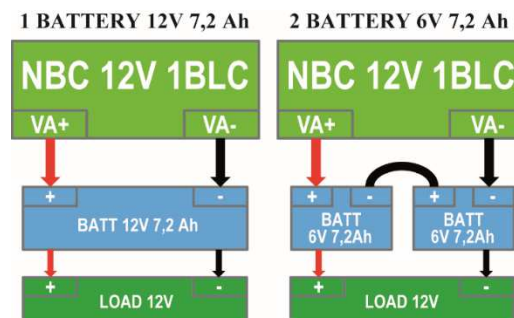 1 BATTERY 12V 7,2 Ah
NBC 12V 1BLC
VA+ VA-
+ -
BATT 12V 7,2 Ah
+ -
LOAD 12V
2 BATTERY 6V 7,2 Ah
NBC 12V 1BLC
VA+ VA-
+ - + -
BATT
6V 7,2Ah
BATT
6V 7,2Ah
+ -
LOAD 12V